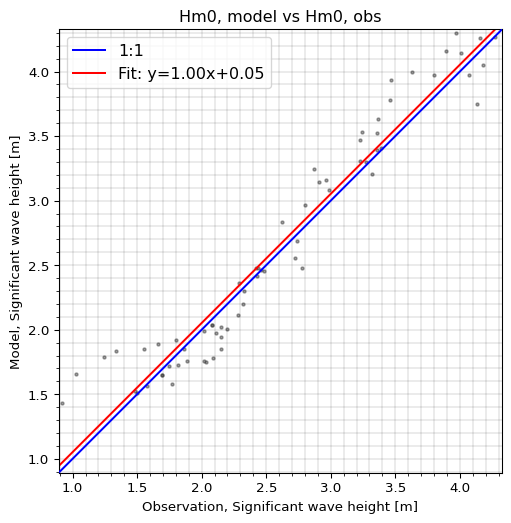 Hm0, model vs Hm0, obs
1:1
Fit: y=1.00x+0.05
Model, Significant wave height [m]
4.0
3.5
3.0
2.5
2.0
1.5
1.0
1.0 1.5 2.0 2.5 3.0 3.5 4.0
Observation, Significant wave height [m]